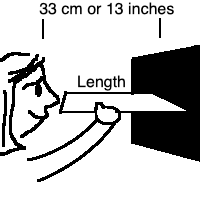 33 cm or 13 inches
Length